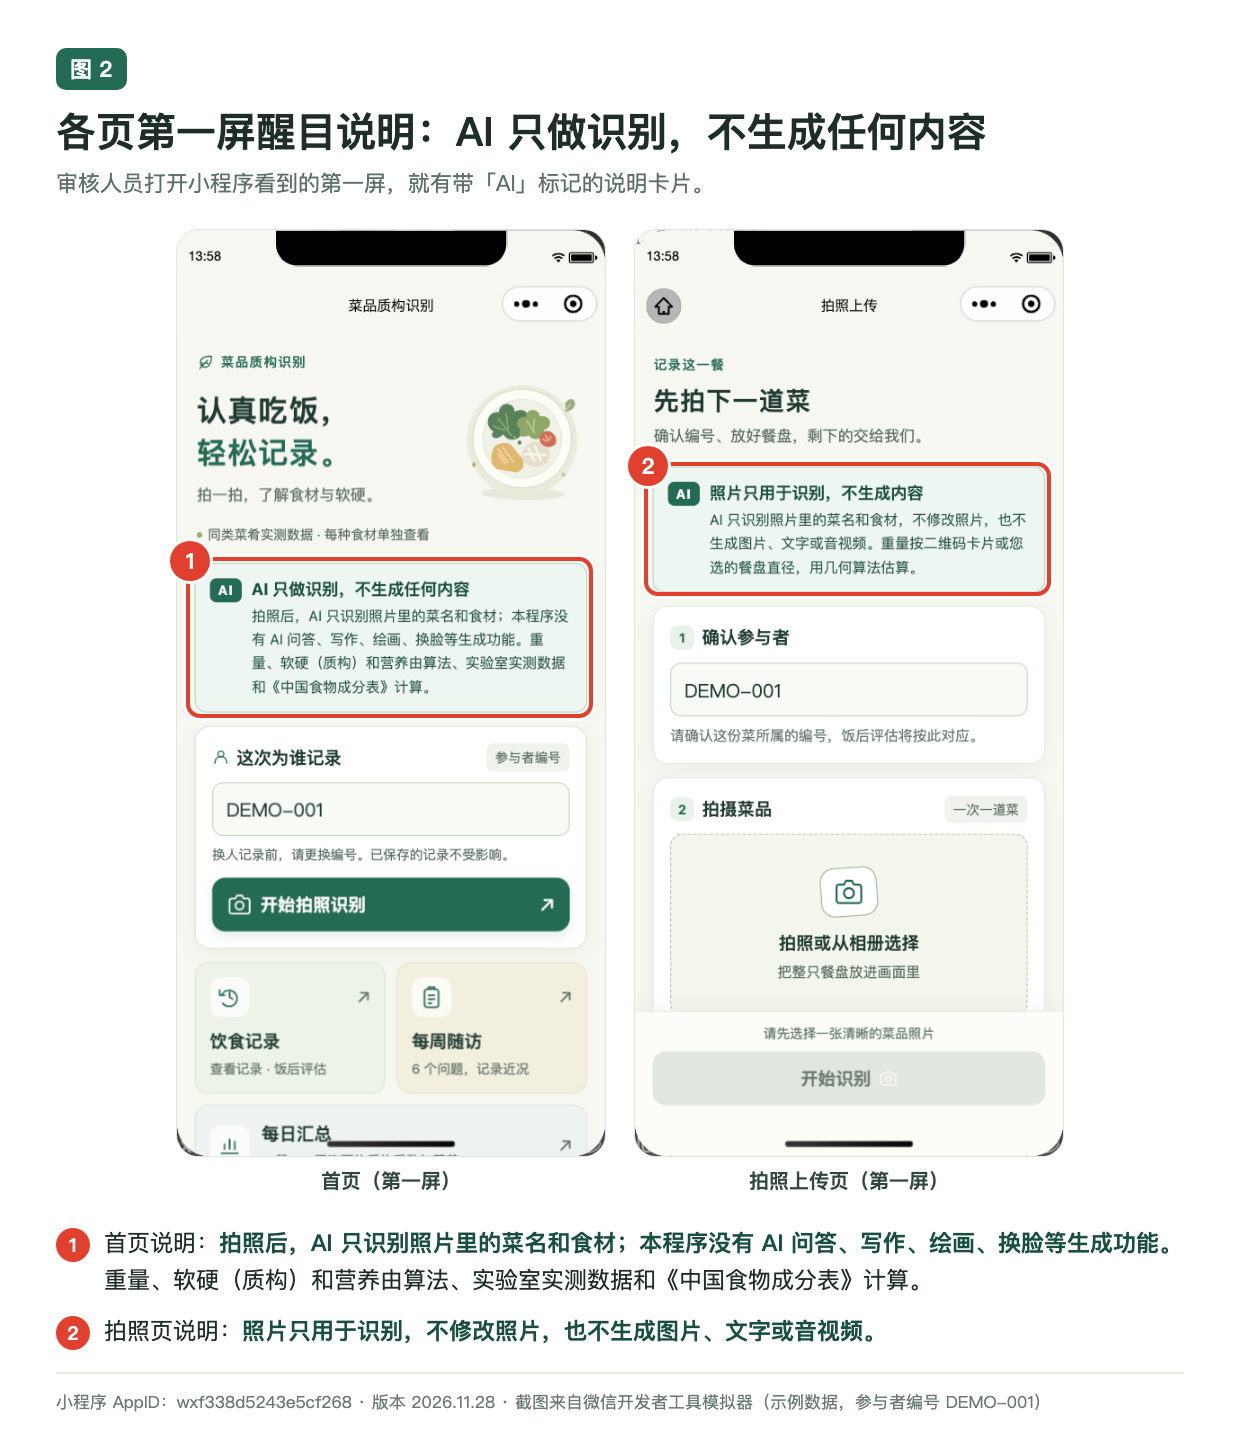 图 2
各页第一屏醒目说明：AI 只做识别，不生成任何内容
审核人员打开小程序看到的第一屏，就有带「AI」标记的说明卡片。
13:58
菜品质构识别
菜品质构识别
认真吃饭，
轻松记录。
拍一拍，了解食材与软硬。
同类菜肴实测数据 · 每种食材单独查看
1
AI
AI 只做识别，不生成任何内容
拍照后，AI 只识别照片里的菜名和食材；本程序没
有 AI 问答、写作、绘画、换脸等生成功能。重
量、软硬（质构）和营养由算法、实验室实测数据
和《中国食物成分表》计算。
这次为谁记录
参与者编号
DEMO-001
换人记录前，请更换编号。已保存的记录不受影响。
开始拍照识别
饮食记录
查看记录 · 饭后评估
每周随访
6 个问题，记录近况
每日汇总
首页（第一屏）
13:58
拍照上传
记录这一餐
先拍下一道菜
确认编号、放好餐盘，剩下的交给我们。
2
AI
照片只用于识别，不生成内容
AI 只识别照片里的菜名和食材，不修改照片，也不
生成图片、文字或音视频。重量按二维码卡片或您
选的餐盘直径，用几何算法估算。
1 确认参与者
DEMO-001
请确认这份菜所属的编号，饭后评估将按此对应。
2 拍摄菜品
一次一道菜
拍照或从相册选择
把整只餐盘放进画面里
请先选择一张清晰的菜品照片
开始识别
拍照上传页（第一屏）
1 首页说明：拍照后，AI 只识别照片里的菜名和食材；本程序没有 AI 问答、写作、绘画、换脸等生成功能。
重量、软硬（质构）和营养由算法、实验室实测数据和《中国食物成分表》计算。
2 拍照页说明：照片只用于识别，不修改照片，也不生成图片、文字或音视频。
小程序 AppID：wxf338d5243e5cf268 · 版本 2026.11.28 · 截图来自微信开发者工具模拟器（示例数据，参与者编号 DEMO-001）